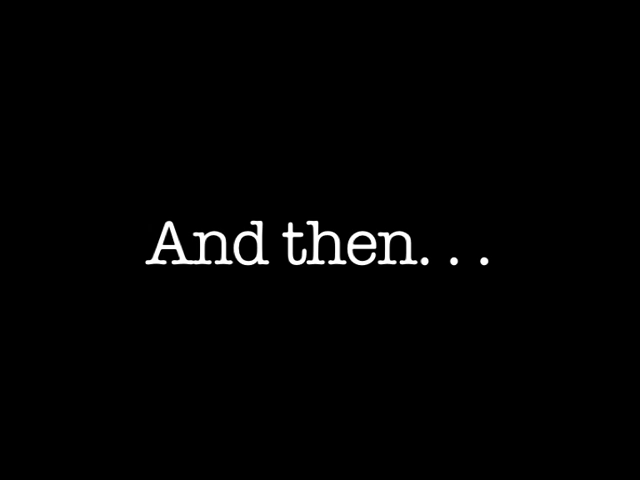 And then. . .